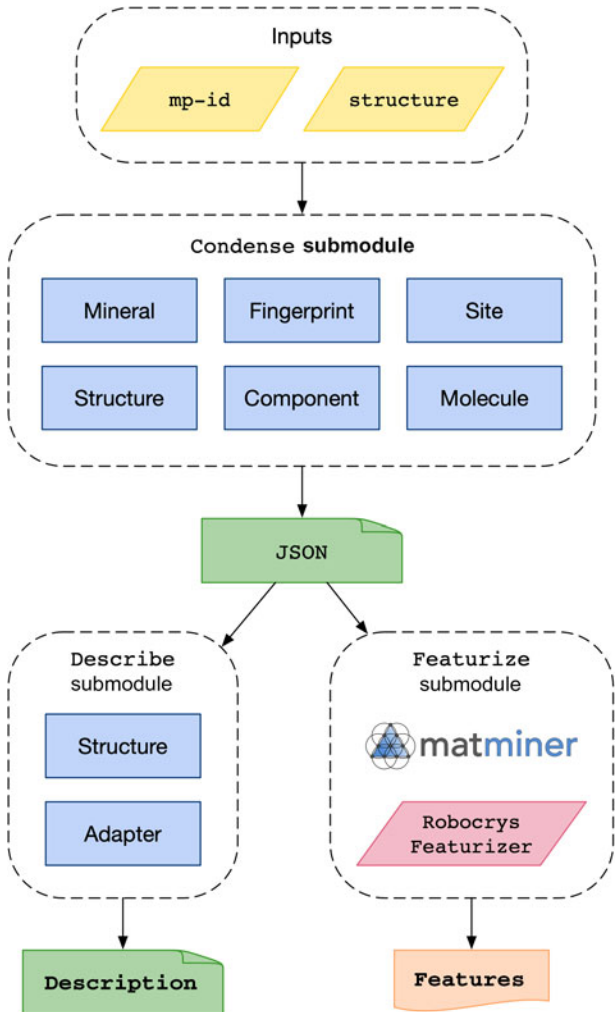 Inputs
mp-id
structure
Condense submodule
Mineral
Fingerprint
Site
Structure
Component
Molecule
JSON
Describe
submodule
Structure
Adapter
Featurize
submodule
matminer
Robocrys
Featurizer
Description
Features